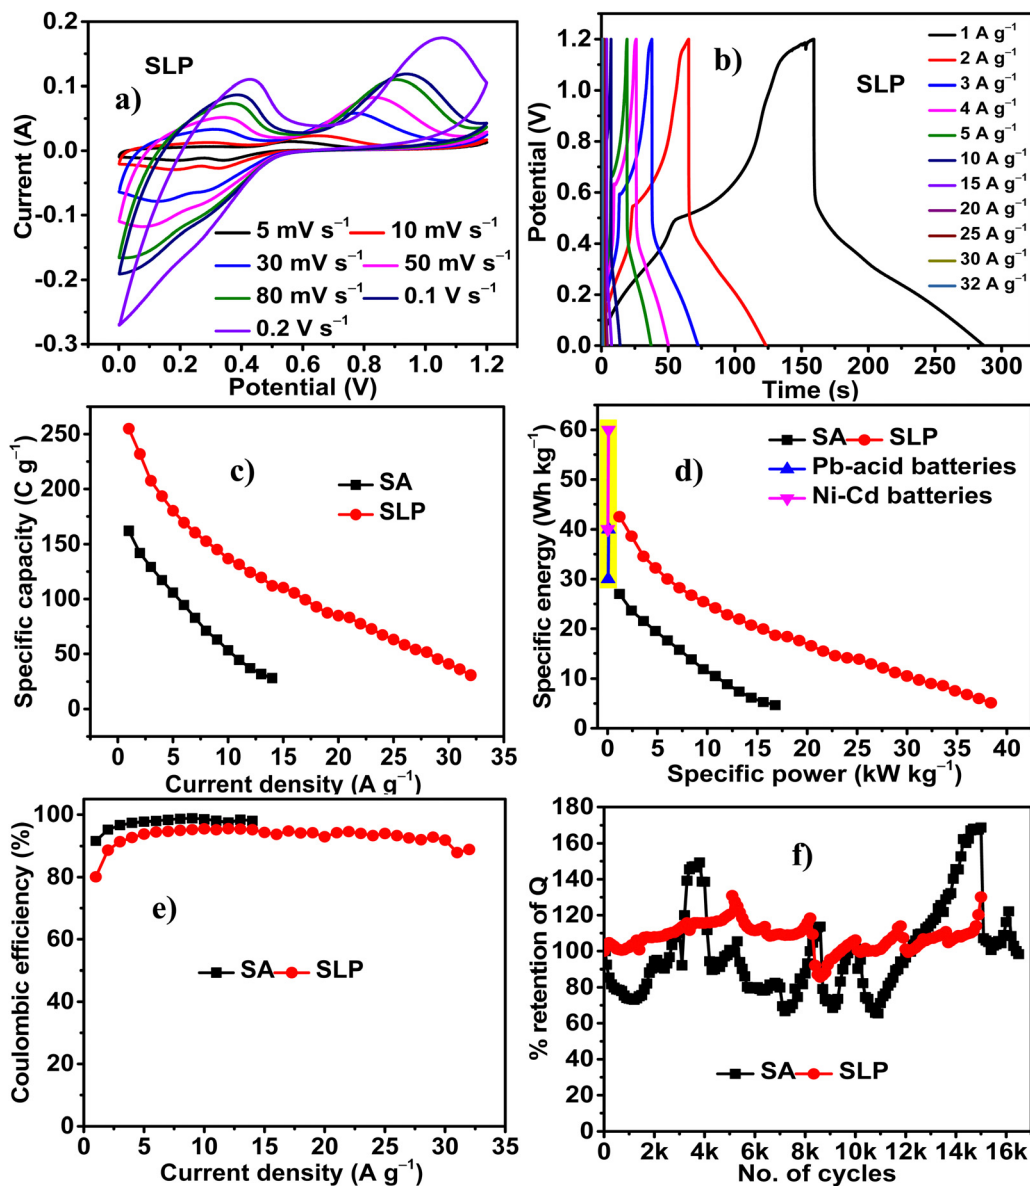 SLP
a)
Current (A)
0.2
0.1
0.0
-0.1
-0.2
-0.3
5 mV s⁻¹ 10 mV s⁻¹
30 mV s⁻¹ 50 mV s⁻¹
80 mV s⁻¹ 0.1 V s⁻¹
0.2 V s⁻¹
0.0 0.2 0.4 0.6 0.8 1.0 1.2
Potential (V)
b)
SLP
Potential (V)
1.2
1.0
0.8
0.6
0.4
0.2
0.0
1 A g⁻¹
2 A g⁻¹
3 A g⁻¹
4 A g⁻¹
5 A g⁻¹
10 A g⁻¹
15 A g⁻¹
20 A g⁻¹
25 A g⁻¹
30 A g⁻¹
32 A g⁻¹
0 50 100 150 200 250 300
Time (s)
c)
Specific capacity (C g⁻¹)
250
200
150
100
50
0
SA
SLP
0 5 10 15 20 25 30 35
Current density (A g⁻¹)
d)
Specific energy (Wh kg⁻¹)
60
50
40
30
20
10
0
SA SLP
Pb-acid batteries
Ni-Cd batteries
0 5 10 15 20 25 30 35 40
Specific power (kW kg⁻¹)
e)
Coulombic efficiency (%)
100
80
60
40
20
0
SA SLP
0 5 10 15 20 25 30 35
Current density (A g⁻¹)
f)
% retention of Q
180
160
140
120
100
80
60
40
20
0
SA SLP
0 2k 4k 6k 8k 10k 12k 14k 16k
No. of cycles